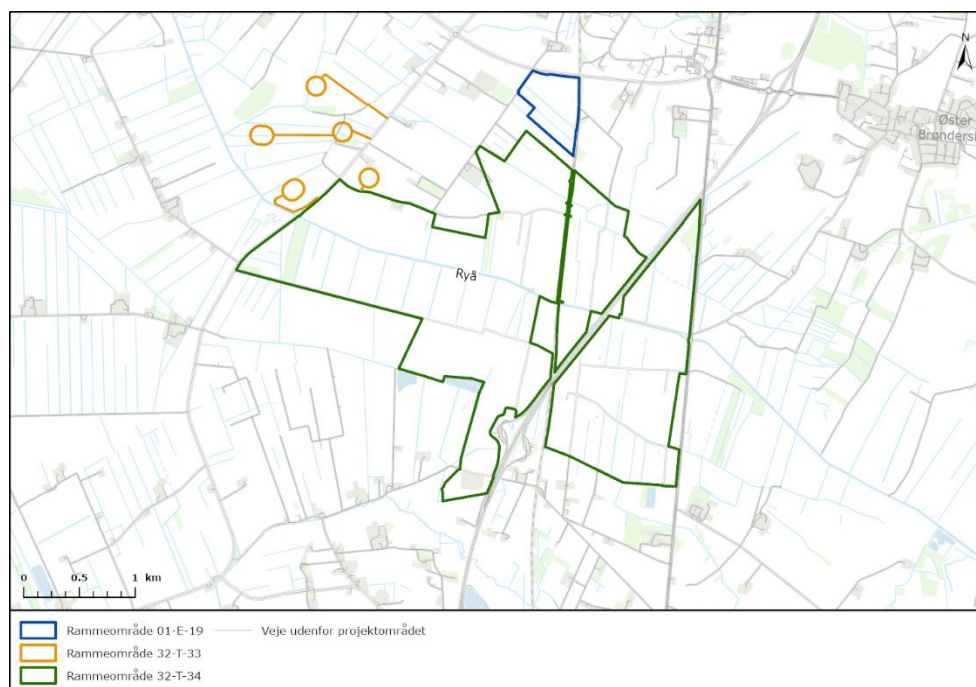 N
Øster
Ryå
0 0.5 1 km
Rammeområde 01-E-19 Veje udenfor projektområdet
Rammeområde 32-T-33
Rammeområde 32-T-34